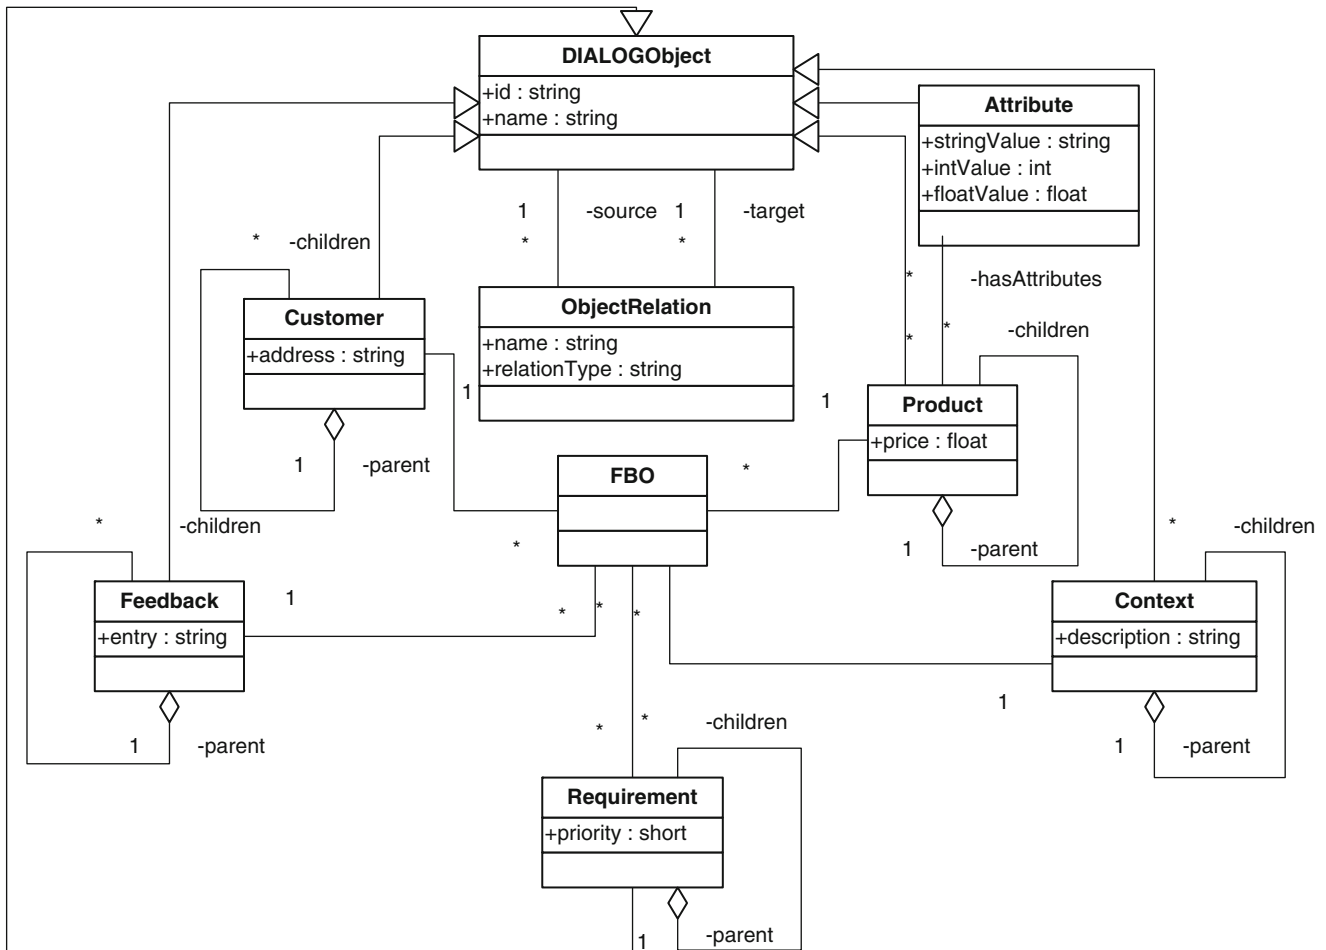 DIALOGObject
+id : string
+name : string
Attribute
+stringValue : string
+intValue : int
+floatValue : float
1 -source 1 -target
* *
* -children
* -hasAttributes
Customer
+address : string
ObjectRelation
+name : string
+relationType : string
* *
-children
1 1
Product
+price : float
1 -parent
FBO
*
* -children
*
1 -parent
* -children
Feedback
+entry : string
1
* * *
Context
+description : string
1
1 -parent
* *
-children
1 -parent
Requirement
+priority : short
1 -parent